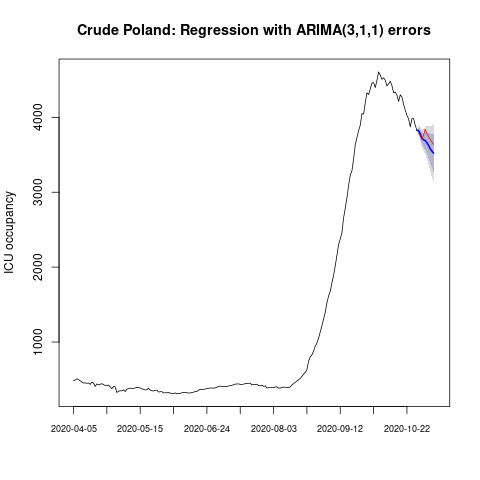 Crude Poland: Regression with ARIMA(3,1,1) errors
ICU occupancy
4000
3000
2000
1000
2020-04-05 2020-05-15 2020-06-24 2020-08-03 2020-09-12 2020-10-22